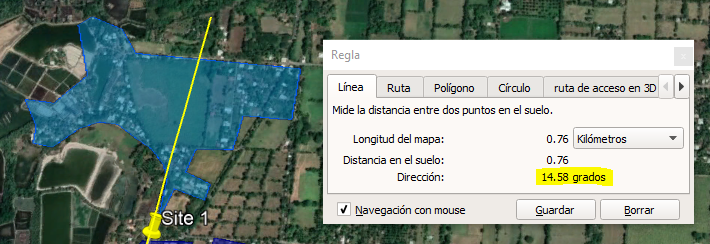 Regla
Línea Ruta Polígono Círculo ruta de acceso en 3D
Mide la distancia entre dos puntos en el suelo.
Longitud del mapa: 0.76 Kilómetros
Distancia en el suelo: 0.76
Dirección: 14.58 grados
Navegación con mouse Guardar Borrar
Site 1